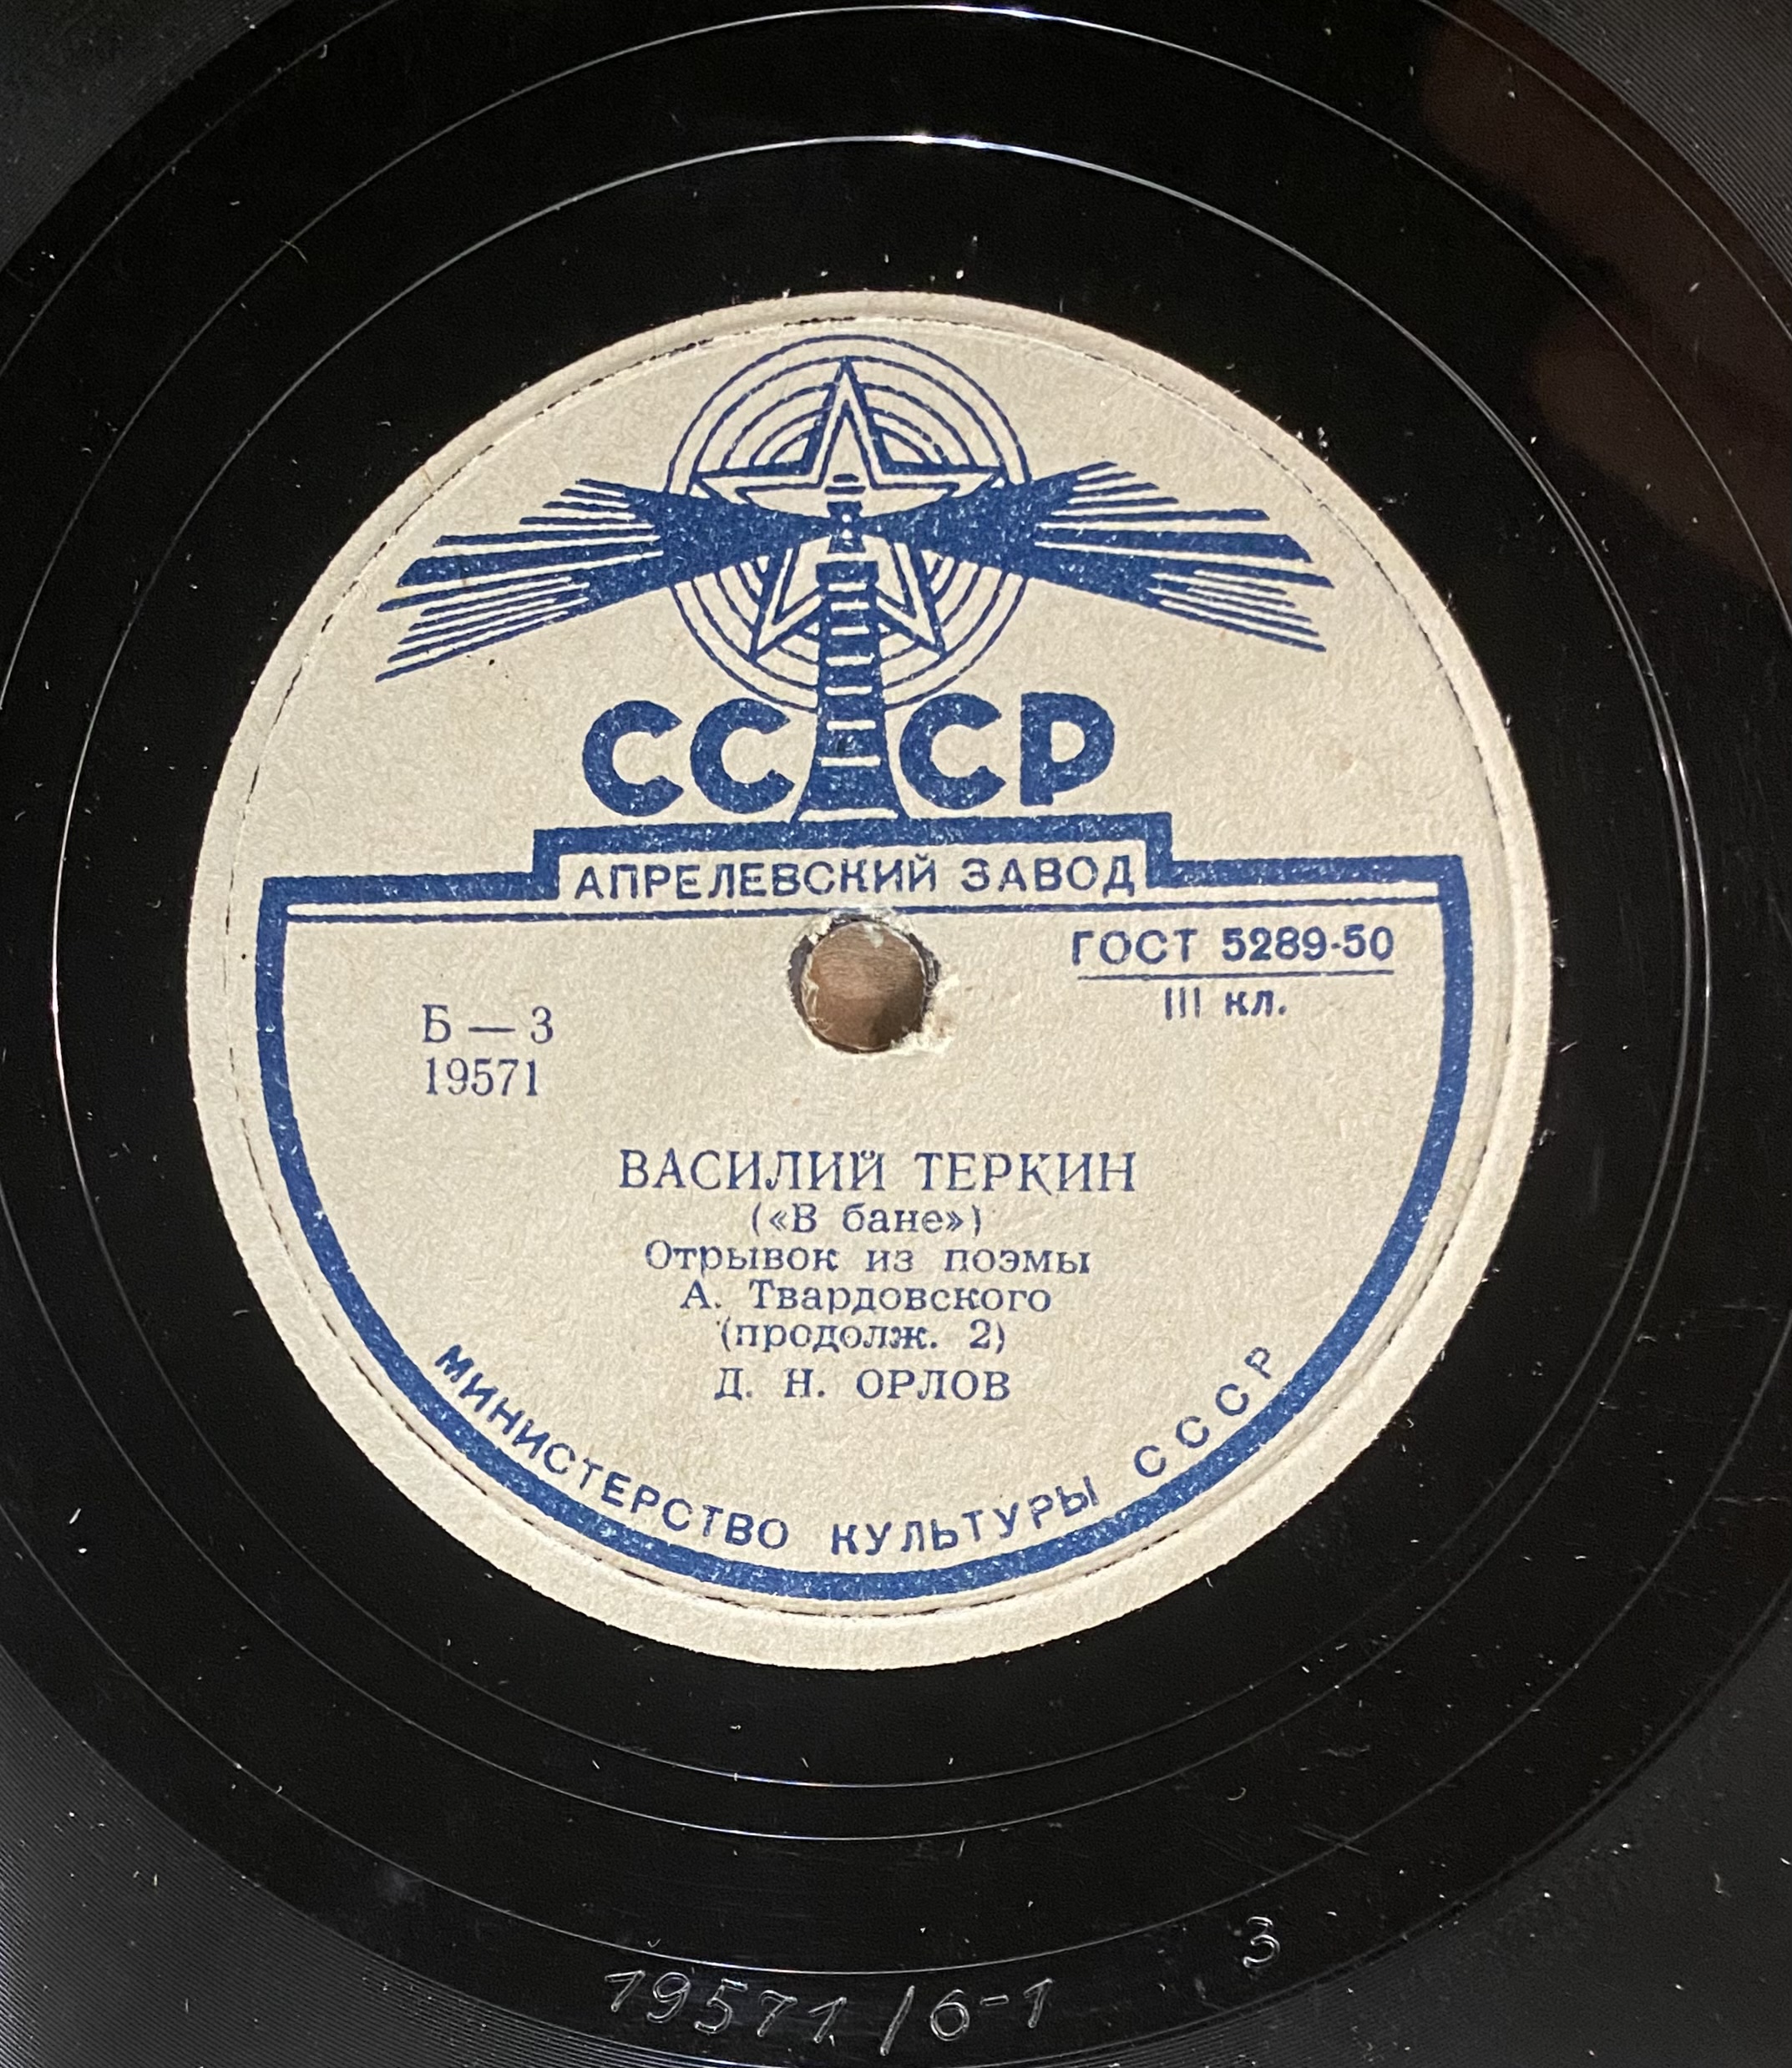 СССР
АПРЕЛЕВСКИЙ ЗАВОД
ГОСТ 5289-50
III кл.
Б — 3
19571
ВАСИЛИЙ ТЕРКИН
(«В бане»)
Отрывок из поэмы
А. Твардовского
(продолж. 2)
Д. Н. ОРЛОВ
МИНИСТЕРСТВО КУЛЬТУРЫ СССР
19571/6-1 3